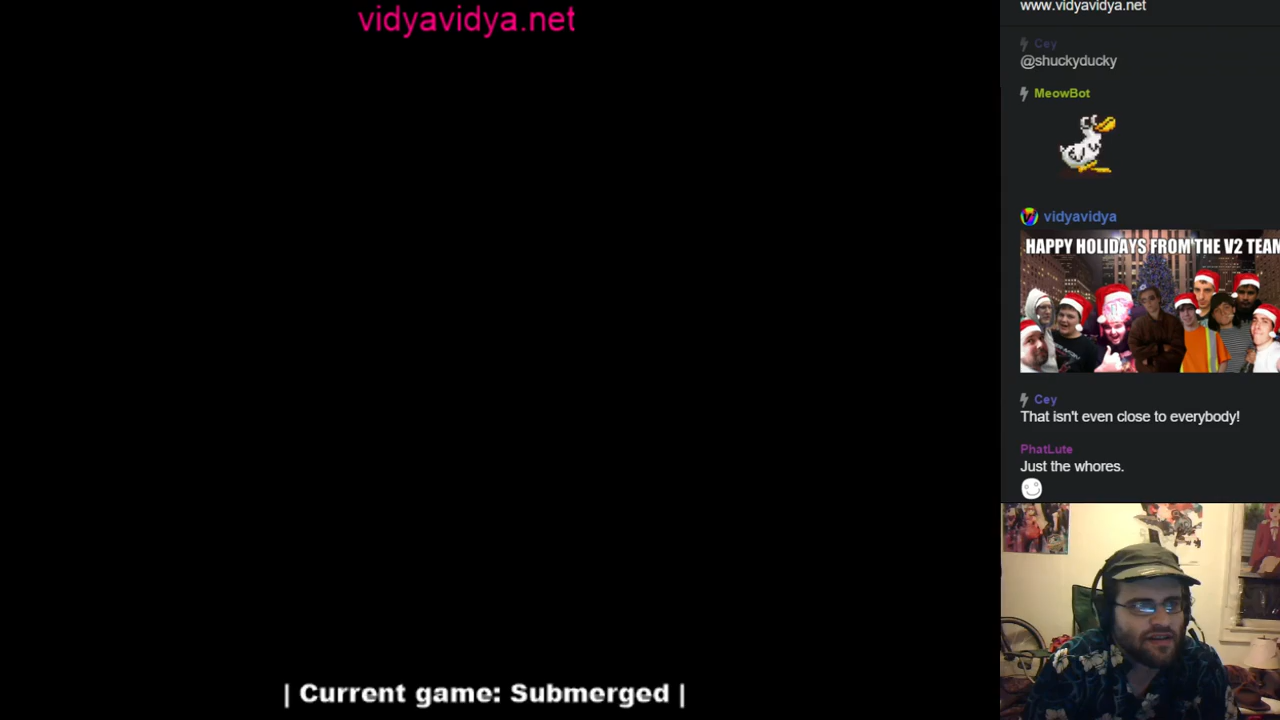 vidyavidya.net
www.vidyavidya.net
Cey
@shuckyducky
MeowBot
vidyavidya
HAPPY HOLIDAYS FROM THE V2 TEAM
Cey
That isn't even close to everybody!
PhatLute
Just the whores.
| Current game: Submerged |